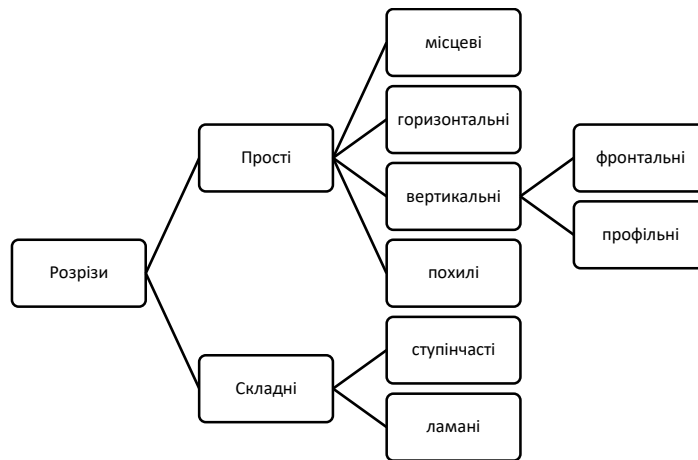 Розрізи
Прості
місцеві
горизонтальні
вертикальні
фронтальні
профільні
похилі
Складні
ступінчасті
ламані